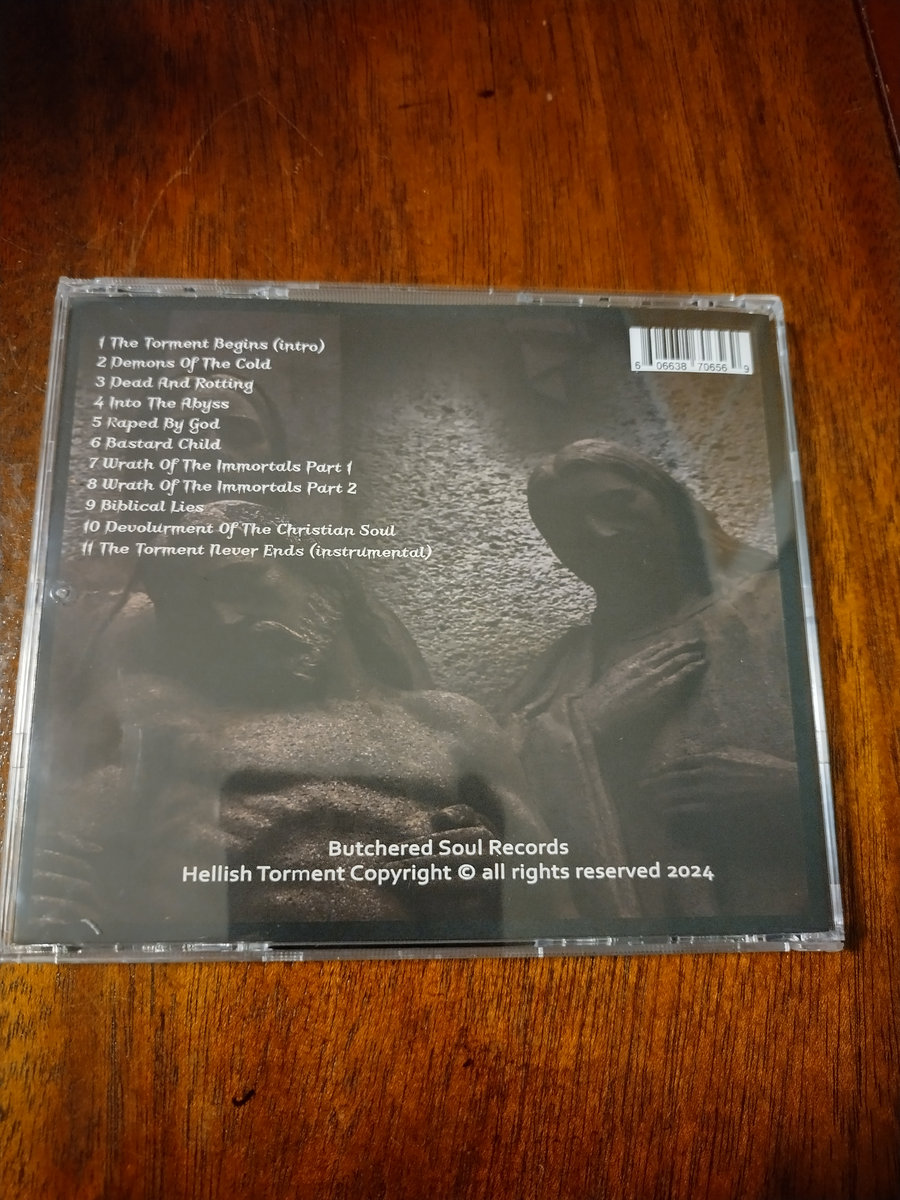 1 The Torment Begins (intro)
2 Demons Of The Cold
3 Dead And Rotting
4 Into The Abyss
5 Raped By God
6 Bastard Child
7 Wrath Of The Immortals Part 1
8 Wrath Of The Immortals Part 2
9 Biblical Lies
10 Devolurment Of The Christian Soul
11 The Torment Never Ends (instrumental)
5 06638 70656 9
Butchered Soul Records
Hellish Torment Copyright © all rights reserved 2024